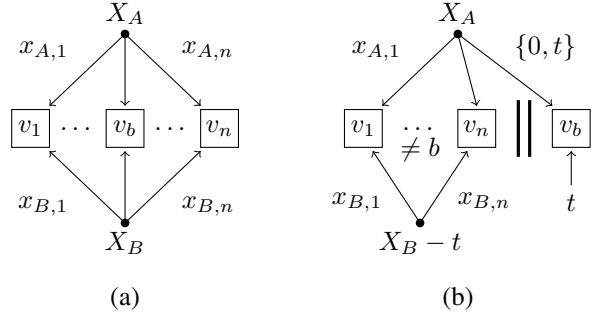 X_A X_A
x_{A,1} x_{A,n} x_{A,1} {0, t}
v_1 ⋯ v_b ⋯ v_n v_1 ⋯ v_n v_b
≠ b
x_{B,1} x_{B,n} x_{B,1} x_{B,n} t
X_B X_B − t
(a) (b)